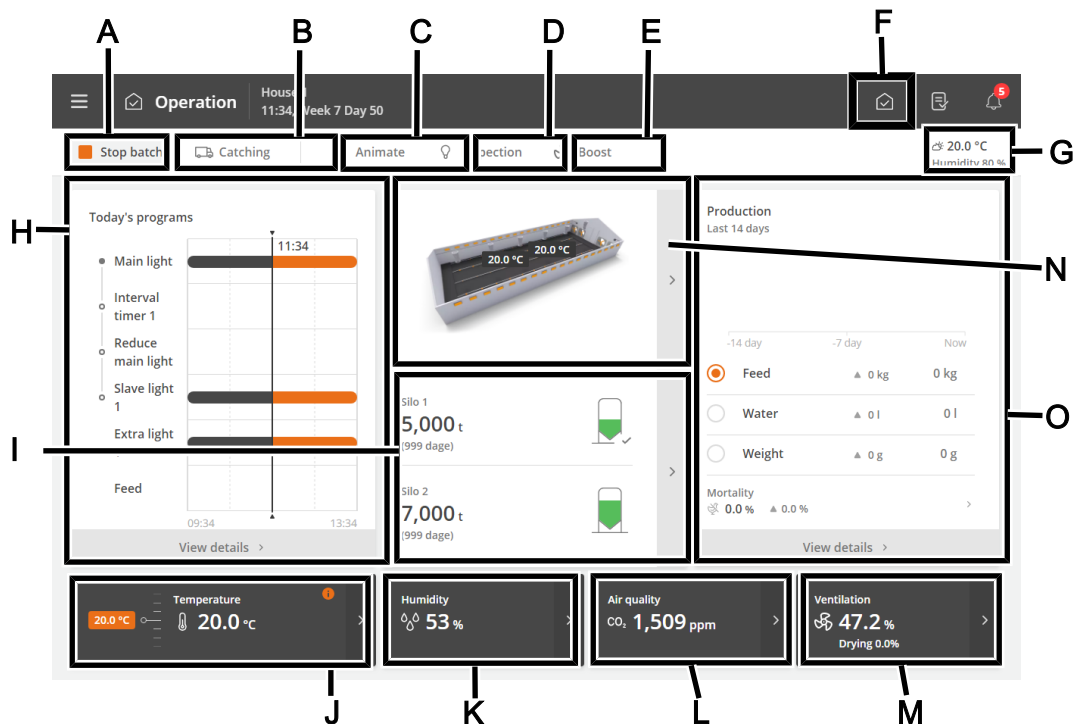 A B C D E F
Operation
House 1
11:34, Week 7 Day 50
5
Stop batch
Catching
Animate
pection
Boost
20.0 °C
Humidity 80 %
G
H
Today's programs
11:34
Main light
Interval
timer 1
Reduce
main light
Slave light
1
Extra light
Feed
09:34 13:34
View details
20.0 °C
20.0 °C
N
I
Silo 1
5,000 t
(999 dage)
Silo 2
7,000 t
(999 dage)
Production
Last 14 days
-14 day -7 day Now
Feed ▲ 0 kg 0 kg
Water ▲ 0 l 0 l
Weight ▲ 0 g 0 g
Mortality
0.0 % ▲ 0.0 %
View details
O
Temperature
i
20.0 °C
20.0 °C
Humidity
53 %
Air quality
CO₂ 1,509 ppm
Ventilation
47.2 %
Drying 0.0%
J K L M